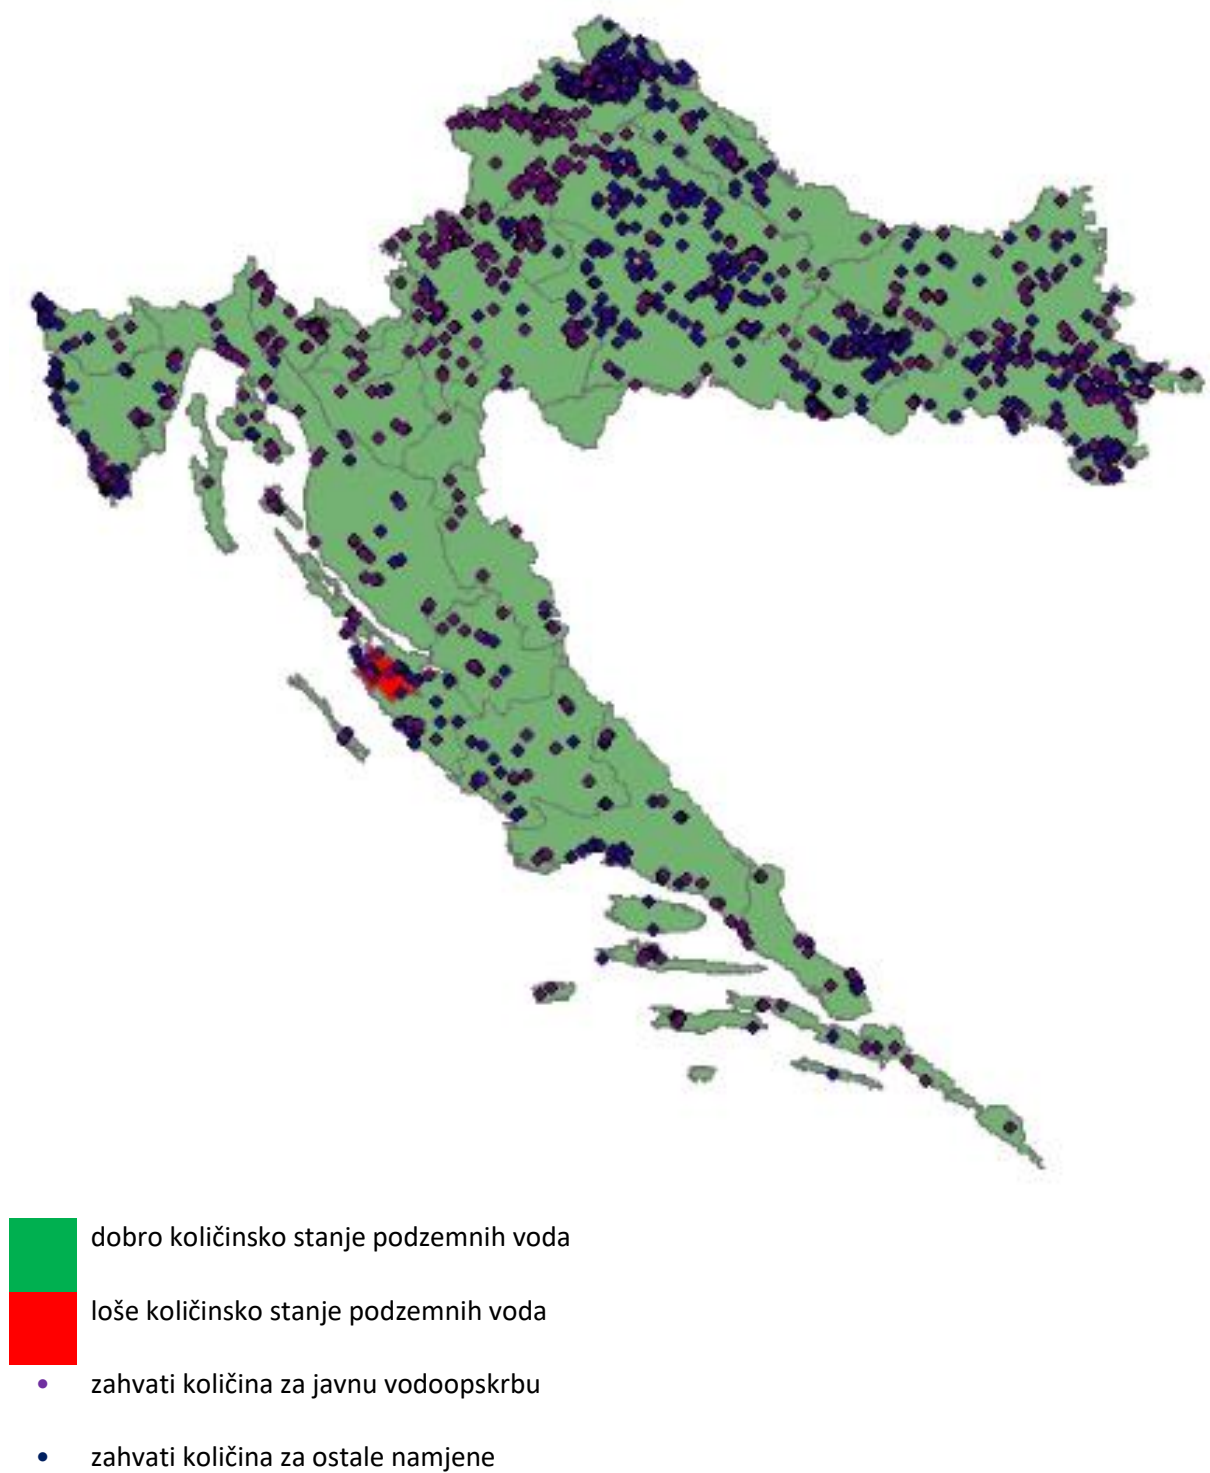 dobro količinsko stanje podzemnih voda
loše količinsko stanje podzemnih voda
zahvati količina za javnu vodoopskrbu
zahvati količina za ostale namjene